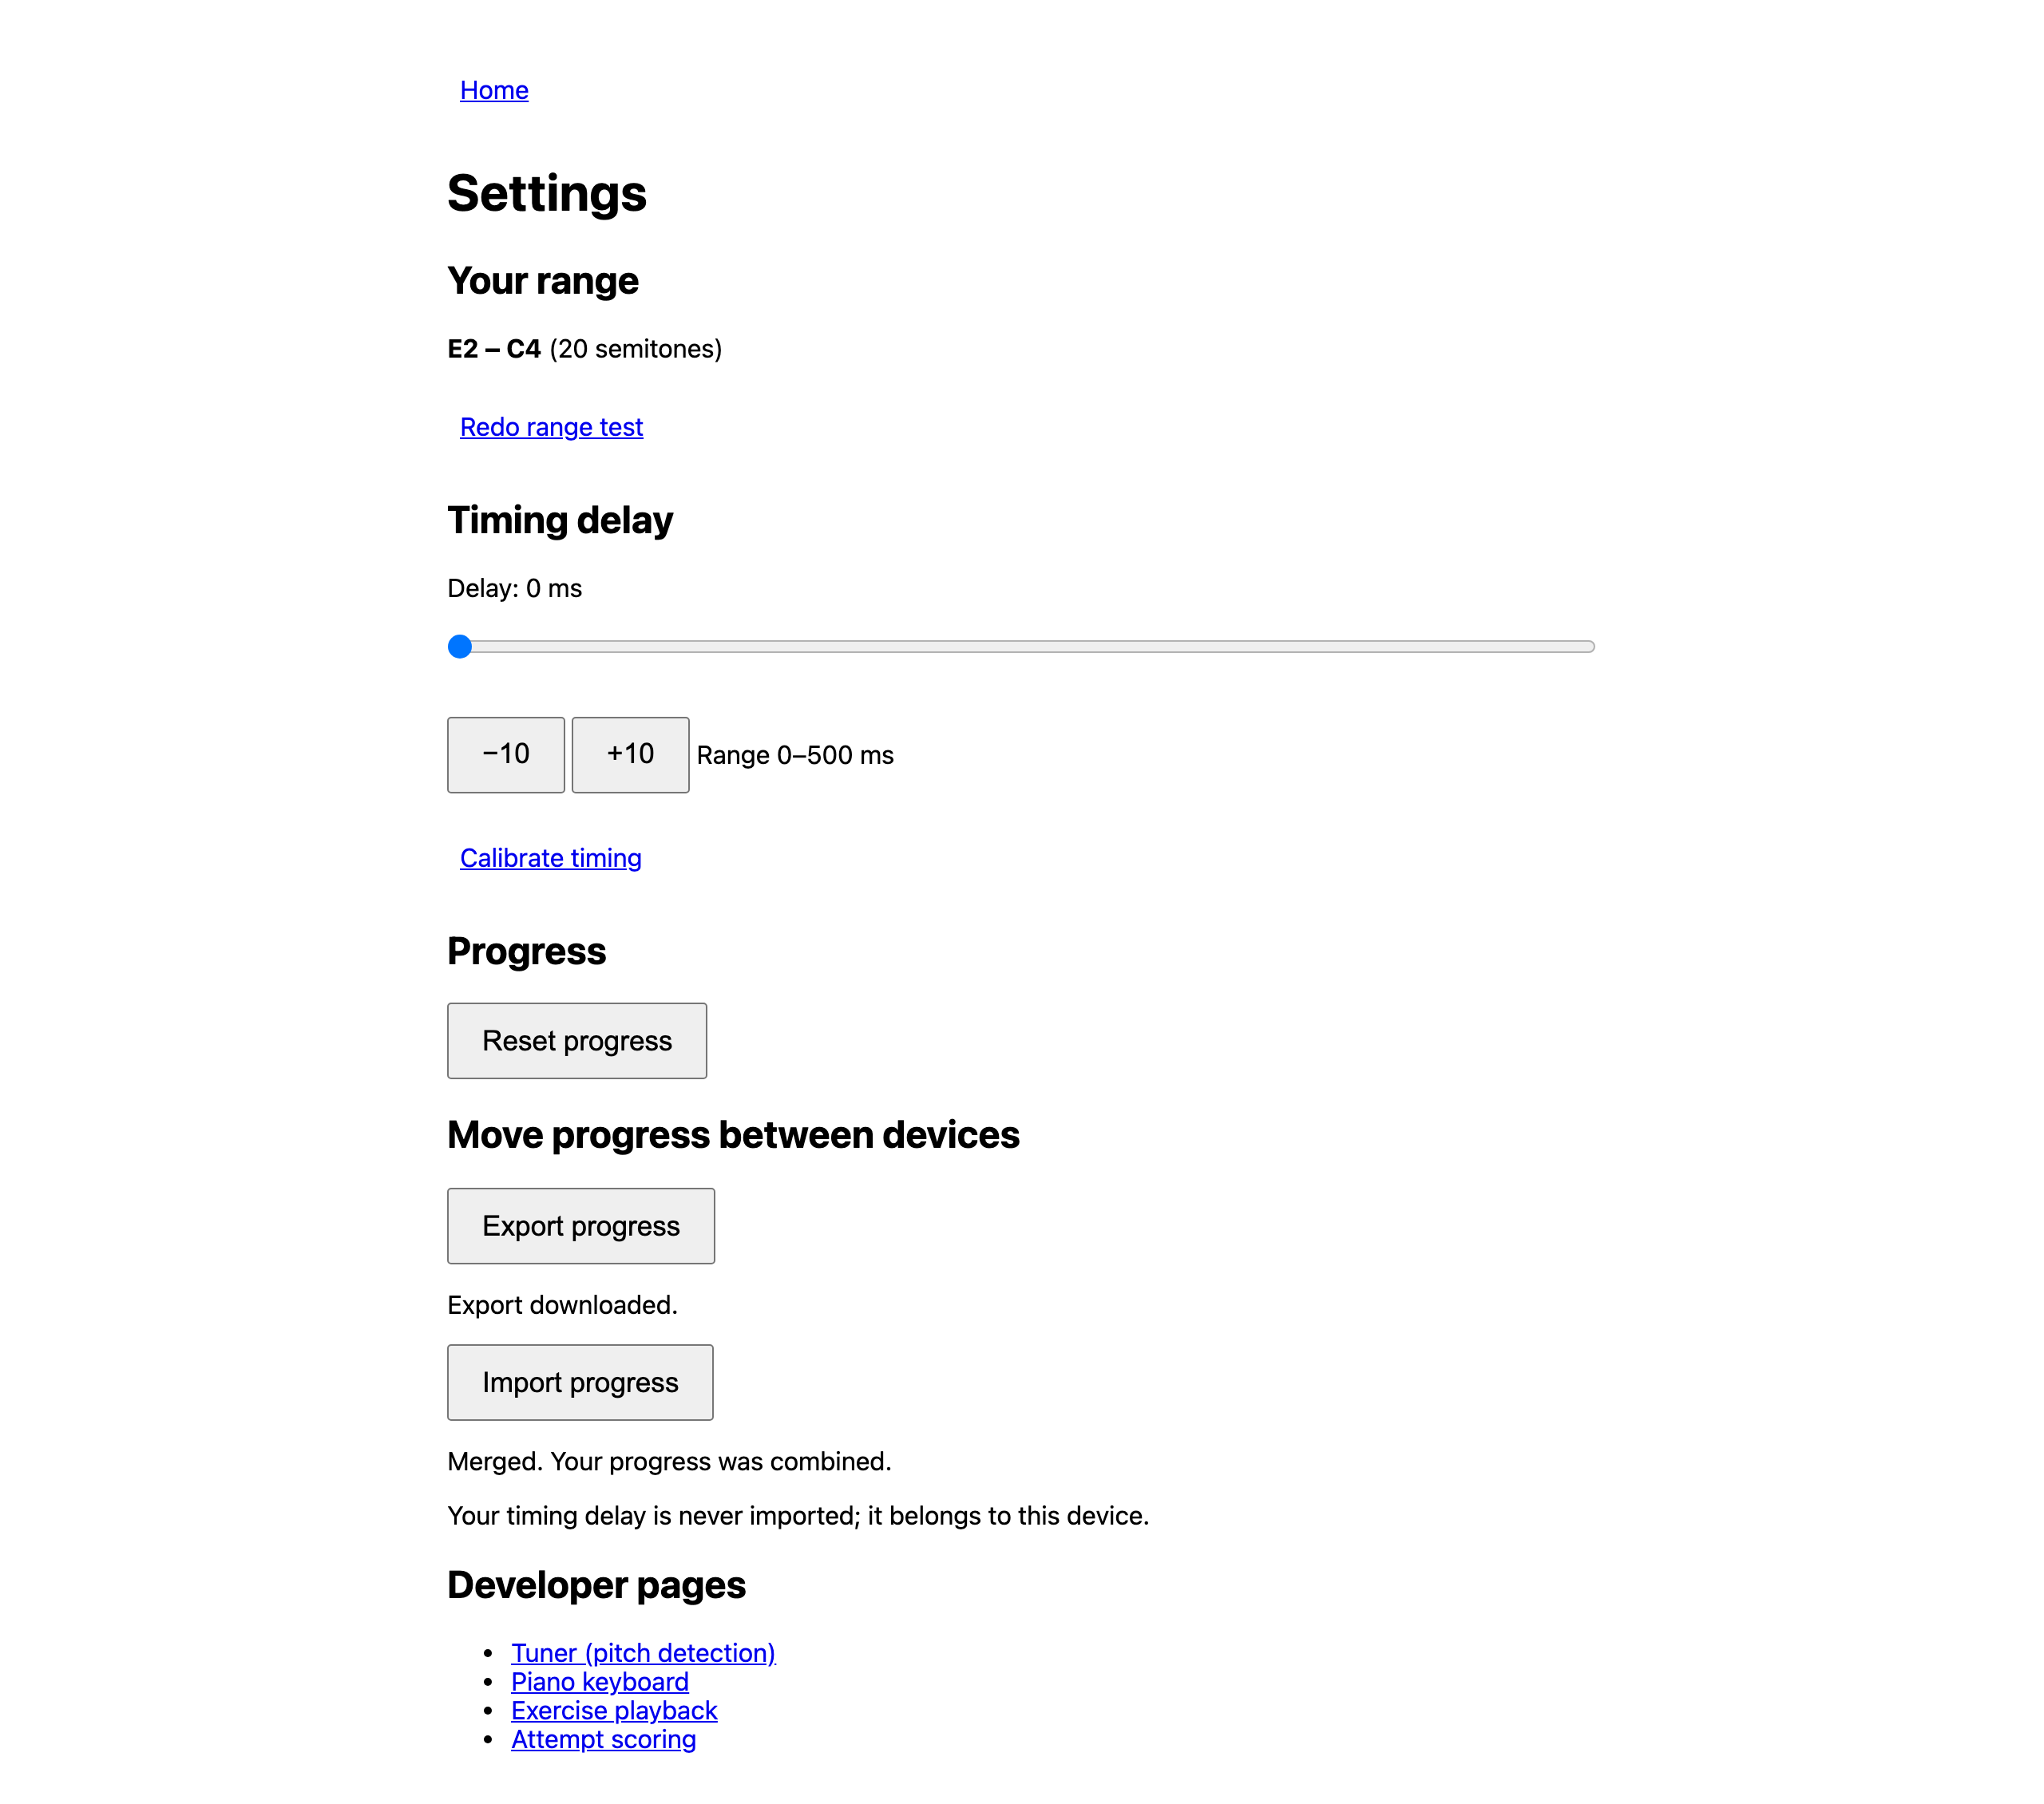 Home
Settings
Your range
E2 – C4 (20 semitones)
Redo range test
Timing delay
Delay: 0 ms
−10 +10 Range 0–500 ms
Calibrate timing
Progress
Reset progress
Move progress between devices
Export progress
Export downloaded.
Import progress
Merged. Your progress was combined.
Your timing delay is never imported; it belongs to this device.
Developer pages
• Tuner (pitch detection)
• Piano keyboard
• Exercise playback
• Attempt scoring